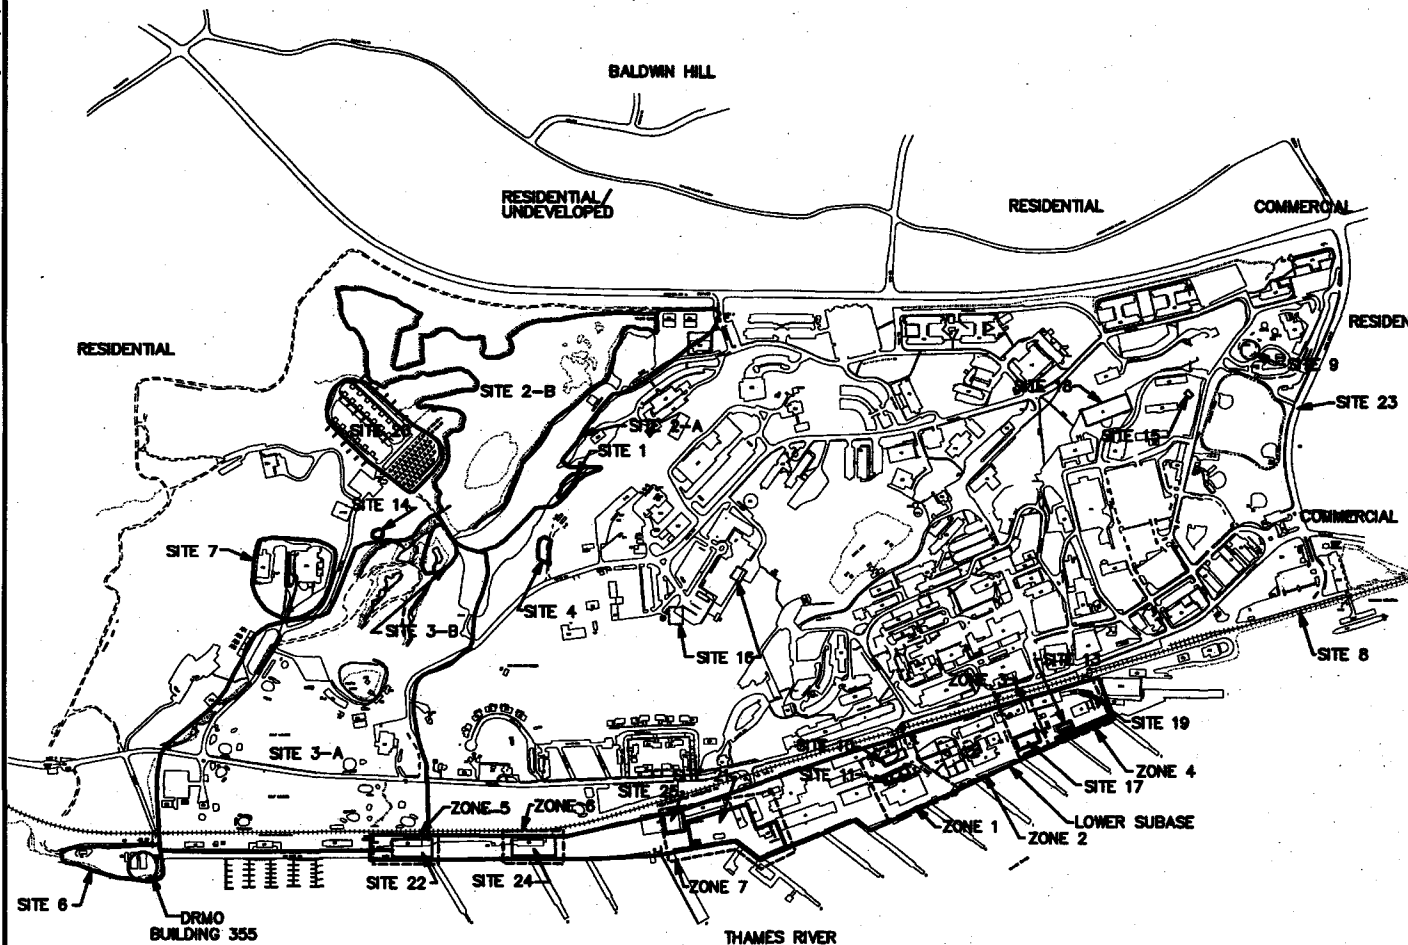 BALDWIN HILL
RESIDENTIAL/
UNDEVELOPED
RESIDENTIAL
COMMERCIAL
RESIDEN
RESIDENTIAL
SITE 9
SITE 2-B
SITE 23
SITE 2-A
SITE 15
SITE 1
SITE 14
COMMERCIAL
SITE 7
SITE 4
SITE 3-B
SITE 16
SITE 8
SITE 13
ZONE 3
SITE 19
SITE 3-A
SITE 10
SITE 11
ZONE 4
SITE 25
SITE 17
ZONE 5
ZONE 6
ZONE 1
LOWER SUBASE
ZONE 2
SITE 22
SITE 24
ZONE 7
SITE 6
DRMO
BUILDING 355
THAMES RIVER